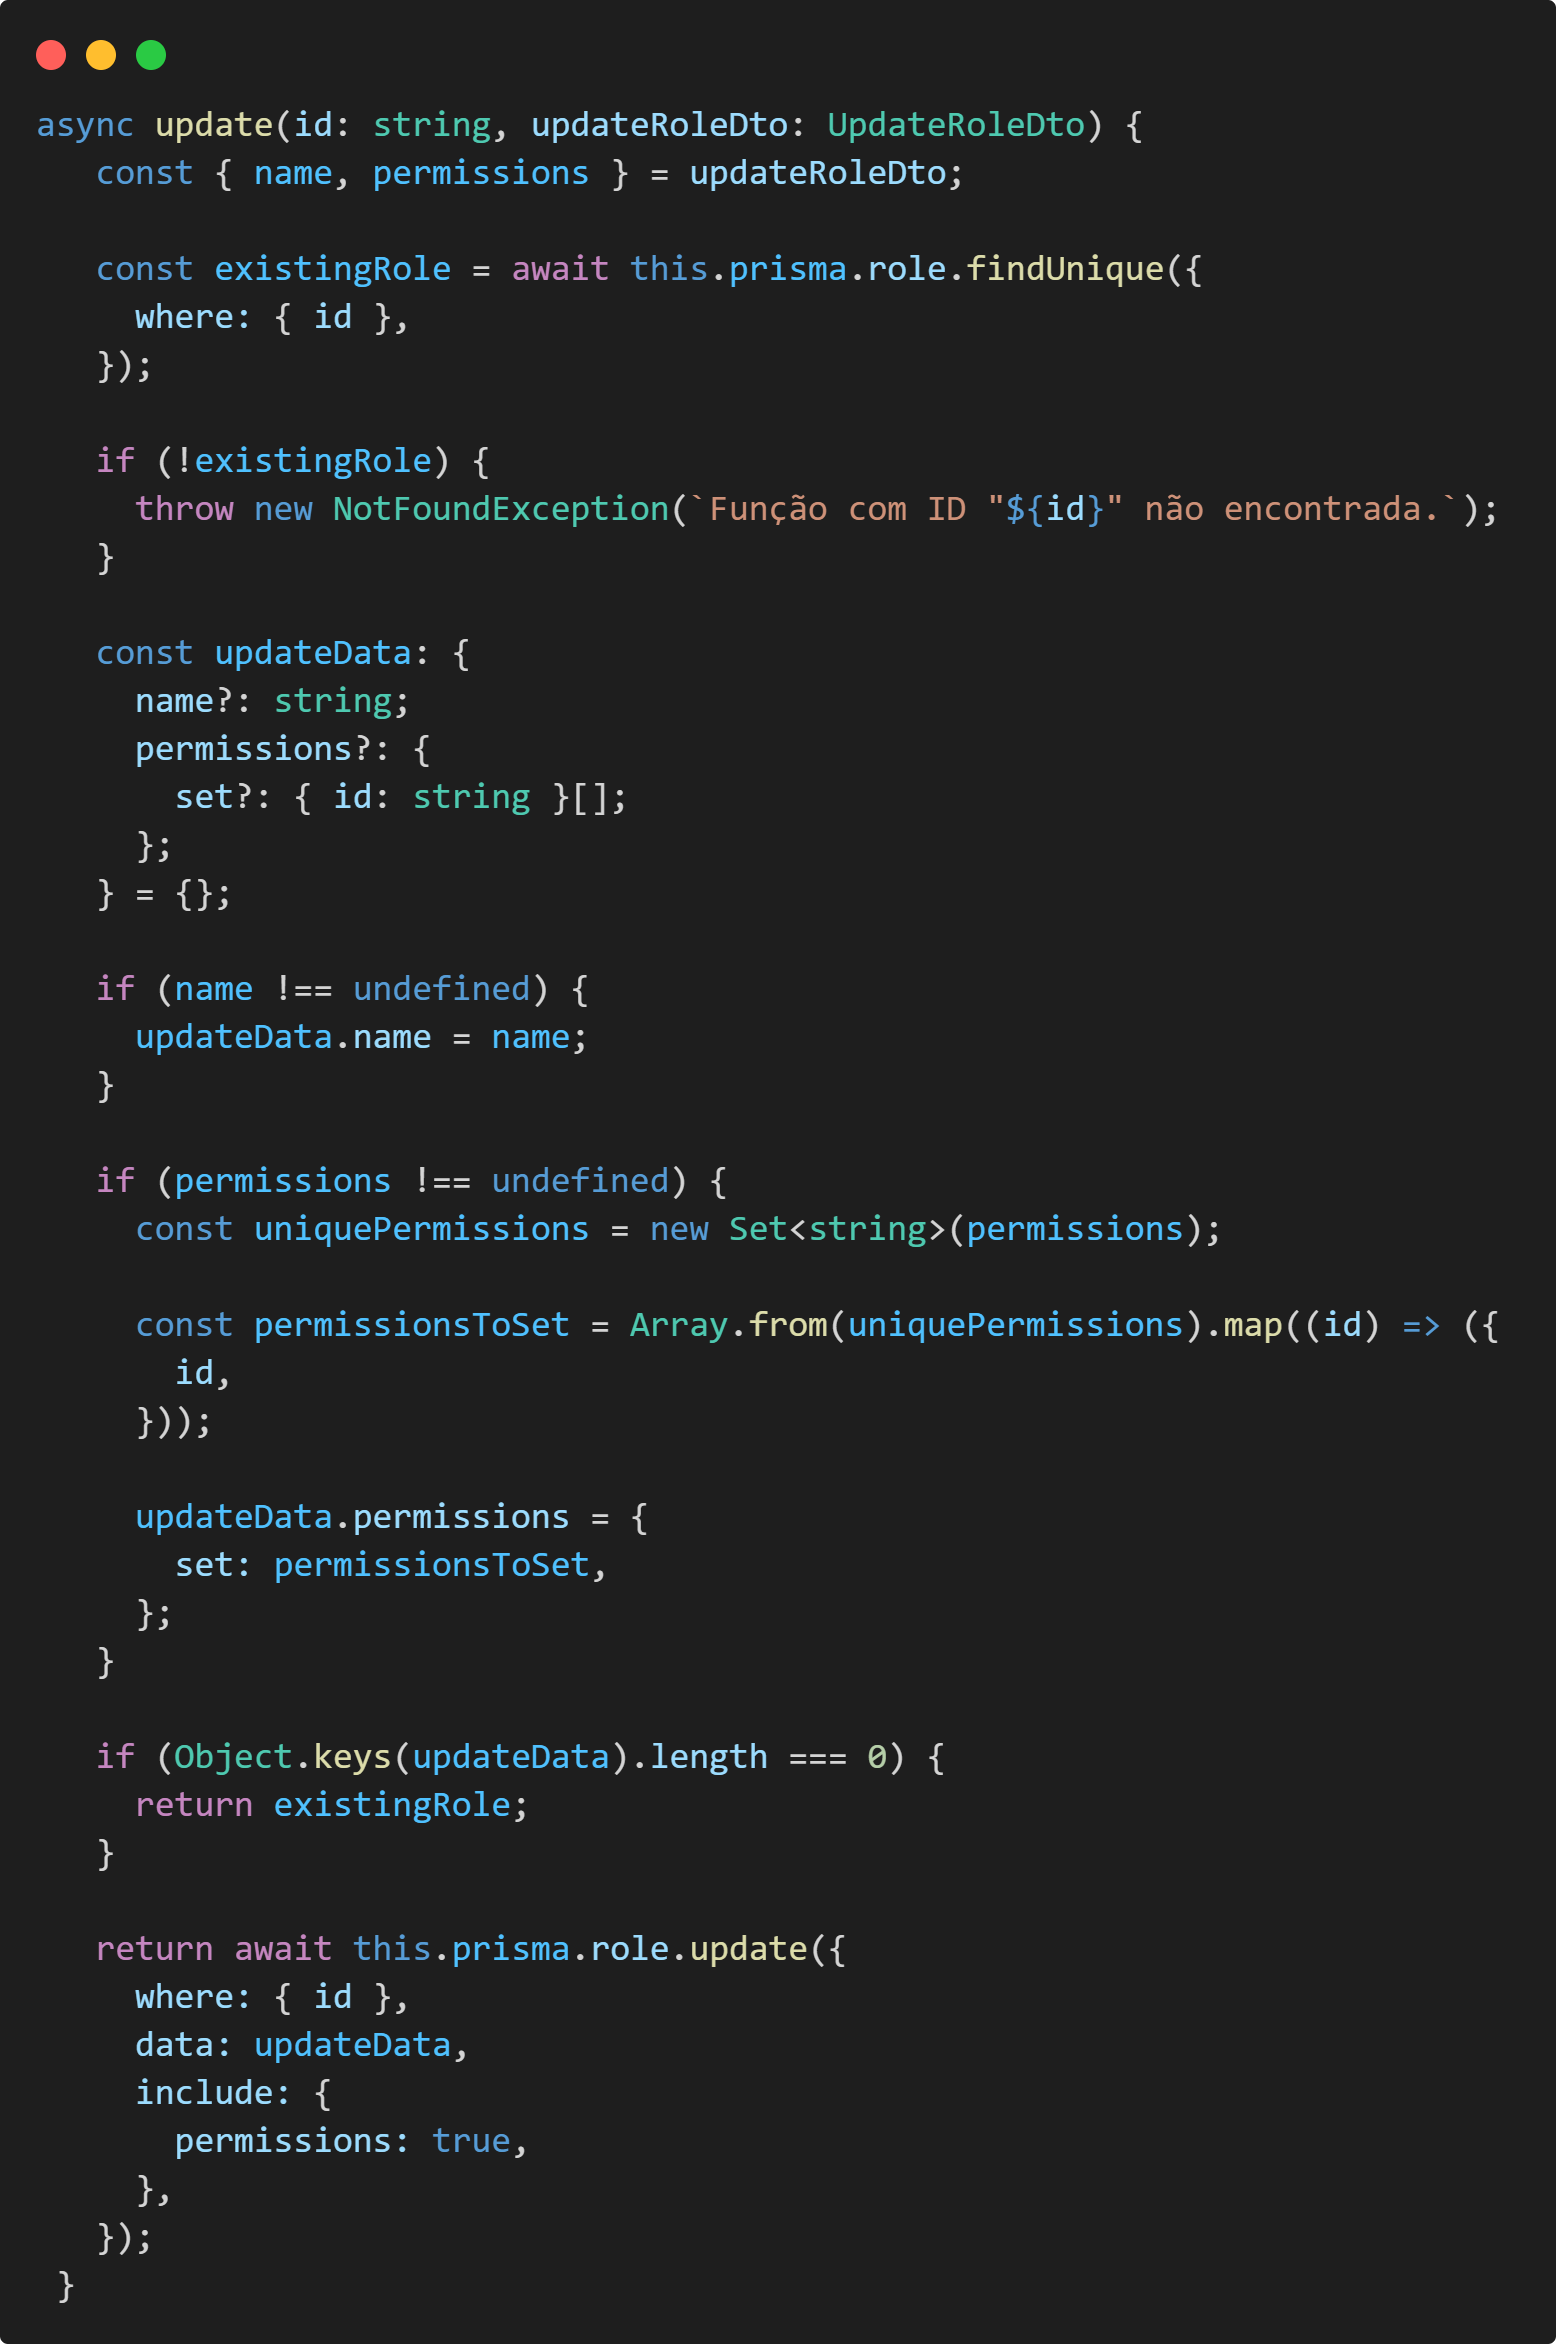 async update(id: string, updateRoleDto: UpdateRoleDto) {
   const { name, permissions } = updateRoleDto;

   const existingRole = await this.prisma.role.findUnique({
     where: { id },
   });

   if (!existingRole) {
     throw new NotFoundException(`Função com ID "${id}" não encontrada.`);
   }

   const updateData: {
     name?: string;
     permissions?: {
       set?: { id: string }[];
     };
   } = {};

   if (name !== undefined) {
     updateData.name = name;
   }

   if (permissions !== undefined) {
     const uniquePermissions = new Set<string>(permissions);

     const permissionsToSet = Array.from(uniquePermissions).map((id) => ({
       id,
     }));

     updateData.permissions = {
       set: permissionsToSet,
     };
   }

   if (Object.keys(updateData).length === 0) {
     return existingRole;
   }

   return await this.prisma.role.update({
     where: { id },
     data: updateData,
     include: {
       permissions: true,
     },
   });
 }